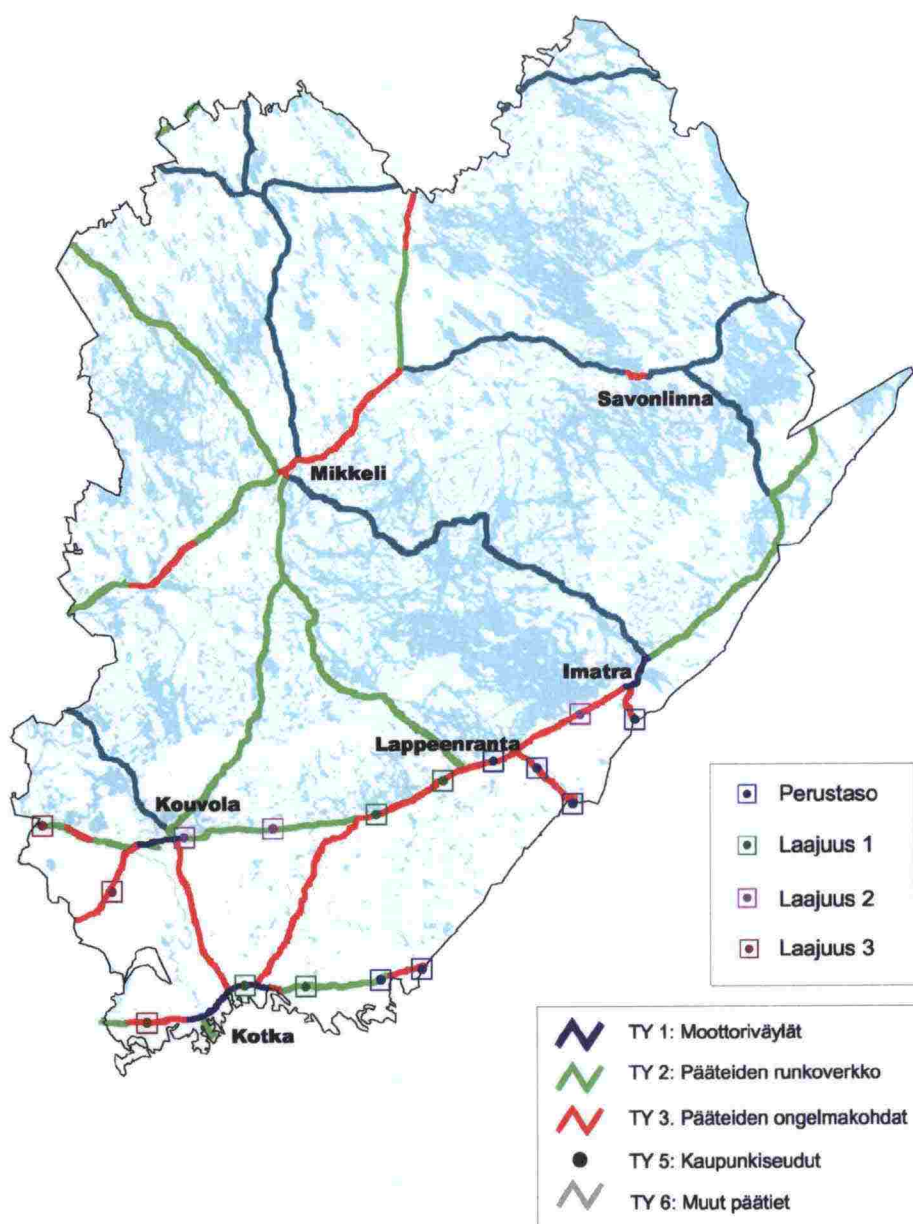 Savonlinna
Mikkeli
Imatra
Lappeenranta
Kouvola
Kotka
Perustaso
Laajuus 1
Laajuus 2
Laajuus 3
TY 1: Moottoriväylät
TY 2: Pääteiden runkoverkko
TY 3. Pääteiden ongelmakohdat
TY 5: Kaupunkiseudut
TY 6: Muut päätiet